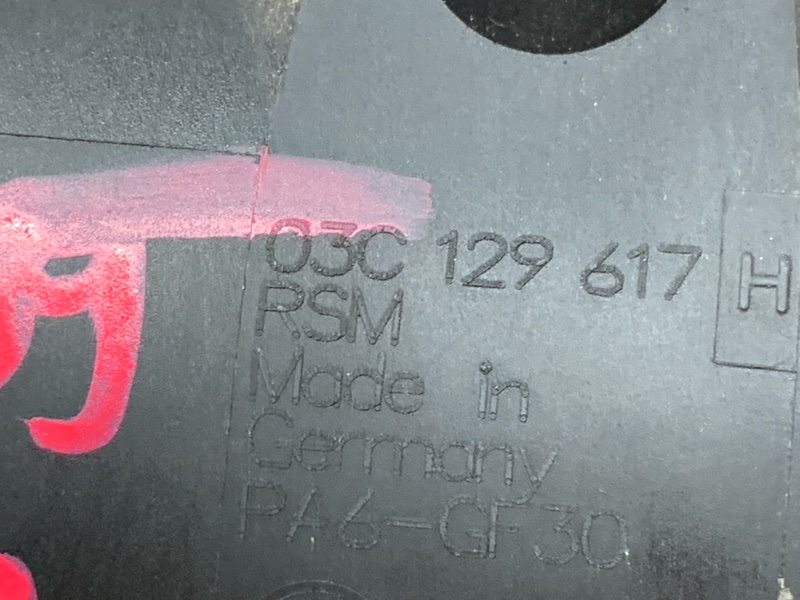 03C 129 617 H
RSM
Made in
Germany
PA6-GF30